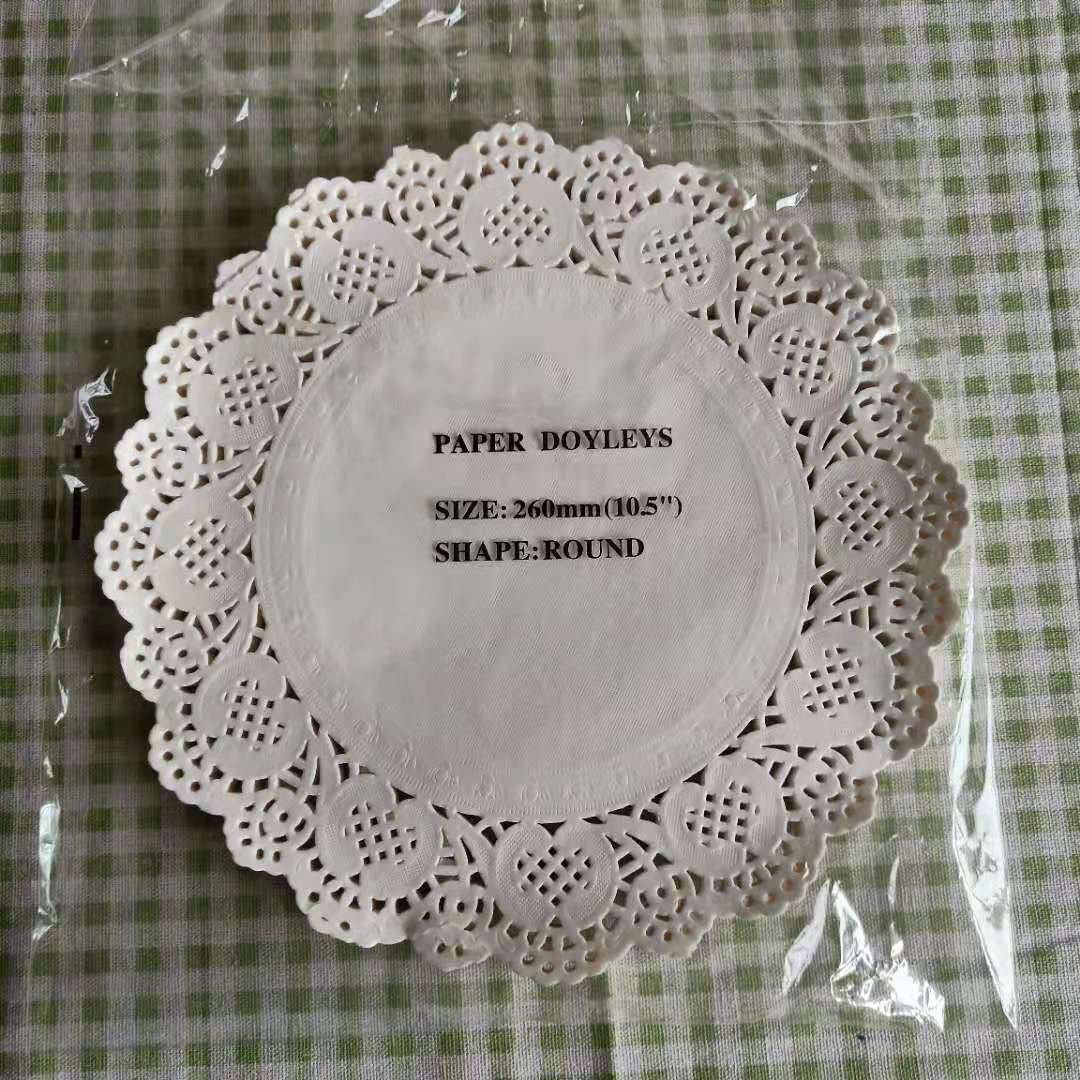 PAPER DOYLEYS
SIZE: 260mm(10.5")
SHAPE:ROUND